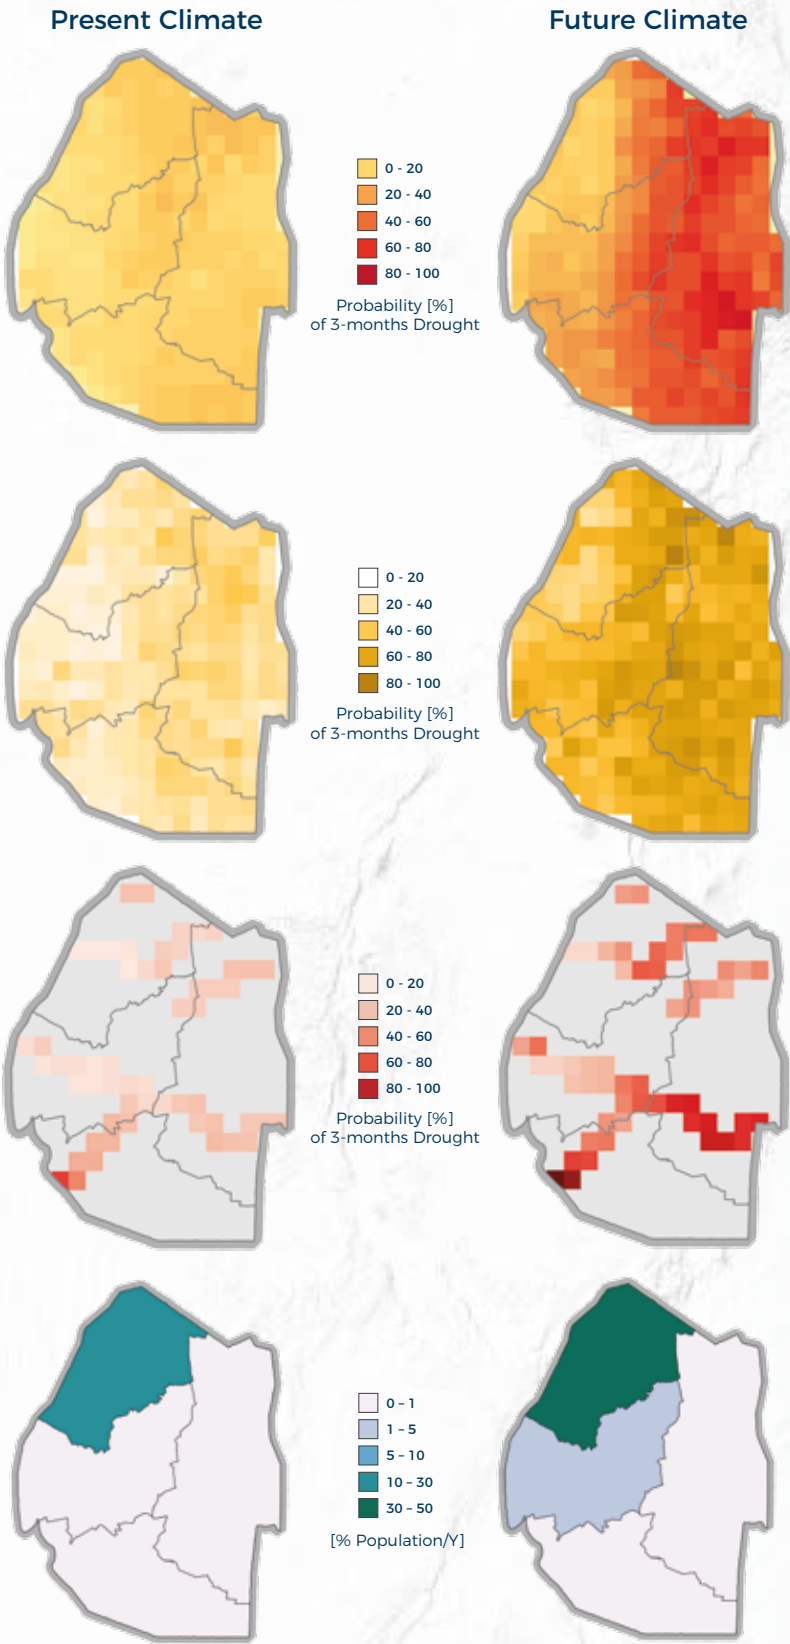 Present Climate
Future Climate
0 - 20
20 - 40
40 - 60
60 - 80
80 - 100
Probability [%]
of 3-months Drought
0 - 20
20 - 40
40 - 60
60 - 80
80 - 100
Probability [%]
of 3-months Drought
0 - 20
20 - 40
40 - 60
60 - 80
80 - 100
Probability [%]
of 3-months Drought
0 – 1
1 – 5
5 – 10
10 – 30
30 – 50
[% Population/Y]